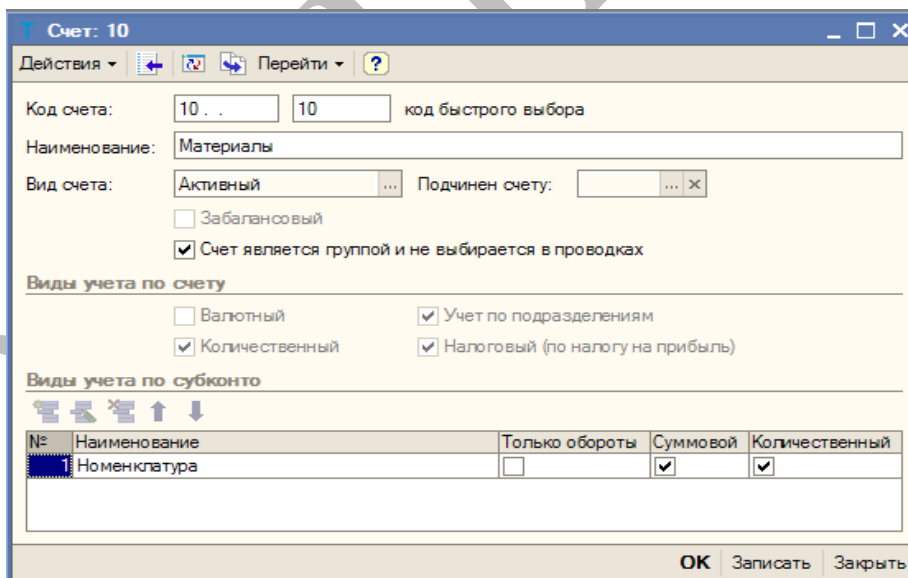 Счет: 10
Действия Перейти ?
Код счета: 10 . . 10 код быстрого выбора
Наименование: Материалы
Вид счета: Активный ... Подчинен счету: ... ×
Забалансовый
Счет является группой и не выбирается в проводках
Виды учета по счету
Валютный Учет по подразделениям
Количественный Налоговый (по налогу на прибыль)
Виды учета по субконто
№ Наименование Только обороты Суммовой Количественный
1 Номенклатура
OK Записать Закрыть